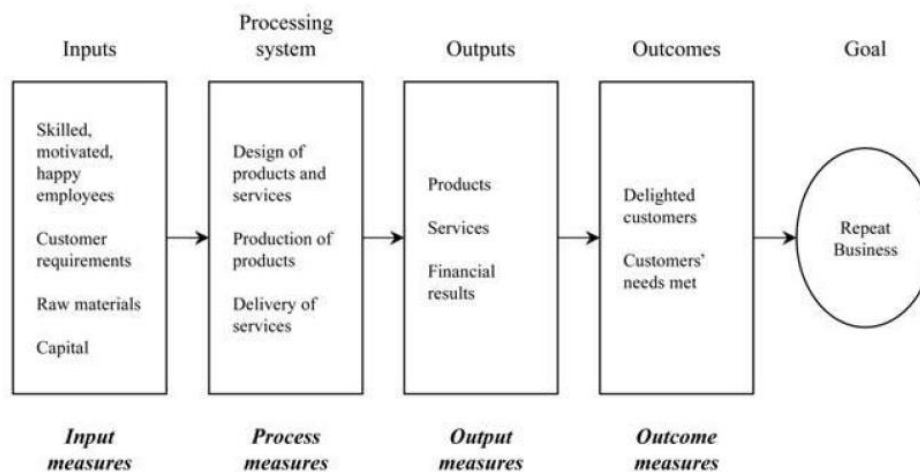 Inputs
Processing
system
Outputs
Outcomes
Goal
Skilled,
motivated,
happy
employees
Customer
requirements
Raw materials
Capital
Design of
products and
services
Production of
products
Delivery of
services
Products
Services
Financial
results
Delighted
customers
Customers'
needs met
Repeat
Business
Input
measures
Process
measures
Output
measures
Outcome
measures